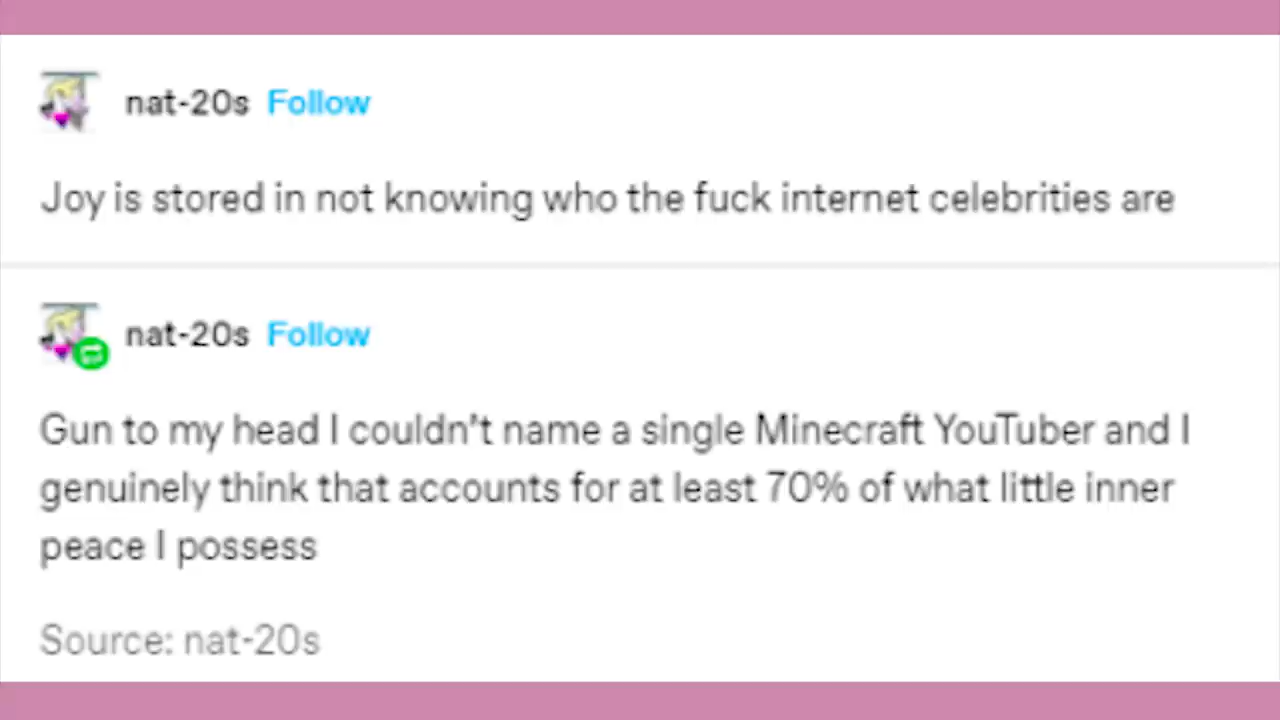 nat-20s Follow
Joy is stored in not knowing who the fuck internet celebrities are
nat-20s Follow
Gun to my head I couldn't name a single Minecraft YouTuber and I
genuinely think that accounts for at least 70% of what little inner
peace I possess
Source: nat-20s